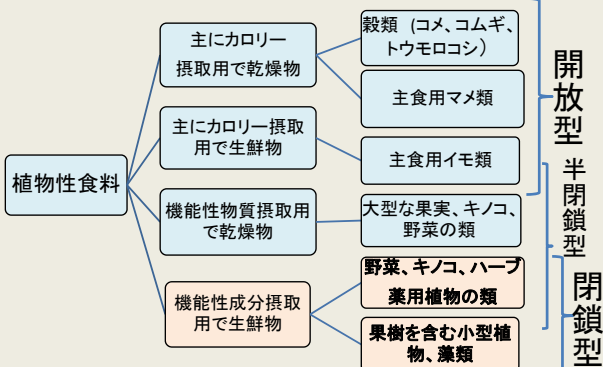 植物性食料
主にカロリー
摂取用で乾燥物
穀類 (コメ、コムギ、
トウモロコシ）
主食用マメ類
主にカロリー摂取
用で生鮮物
主食用イモ類
機能性物質摂取用
で乾燥物
大型な果実、キノコ、
野菜の類
機能性成分摂取
用で生鮮物
野菜、キノコ、ハーブ
薬用植物の類
果樹を含む小型植
物、藻類
開放型
半閉鎖型
閉鎖型